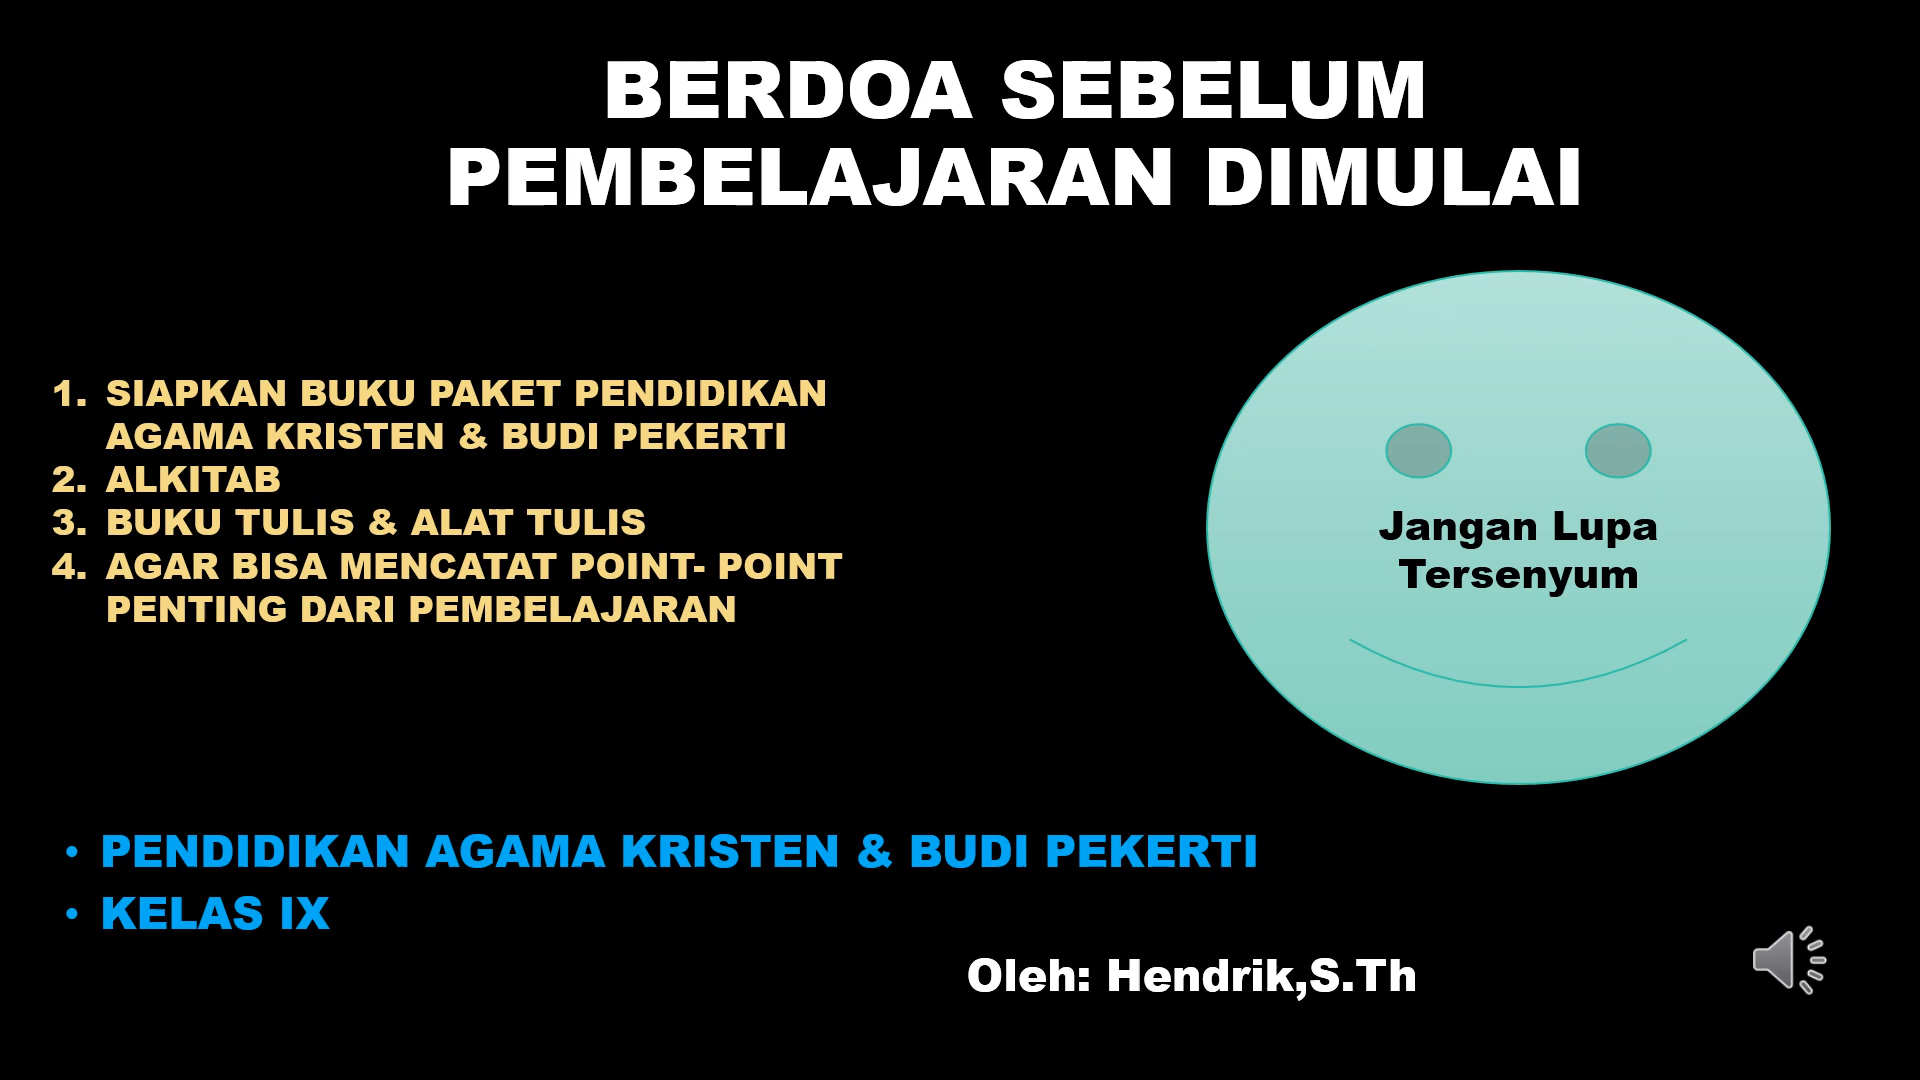 BERDOA SEBELUM
PEMBELAJARAN DIMULAI
1. SIAPKAN BUKU PAKET PENDIDIKAN
AGAMA KRISTEN & BUDI PEKERTI
2. ALKITAB
3. BUKU TULIS & ALAT TULIS
4. AGAR BISA MENCATAT POINT- POINT
PENTING DARI PEMBELAJARAN
Jangan Lupa
Tersenyum
• PENDIDIKAN AGAMA KRISTEN & BUDI PEKERTI
• KELAS IX
Oleh: Hendrik,S.Th